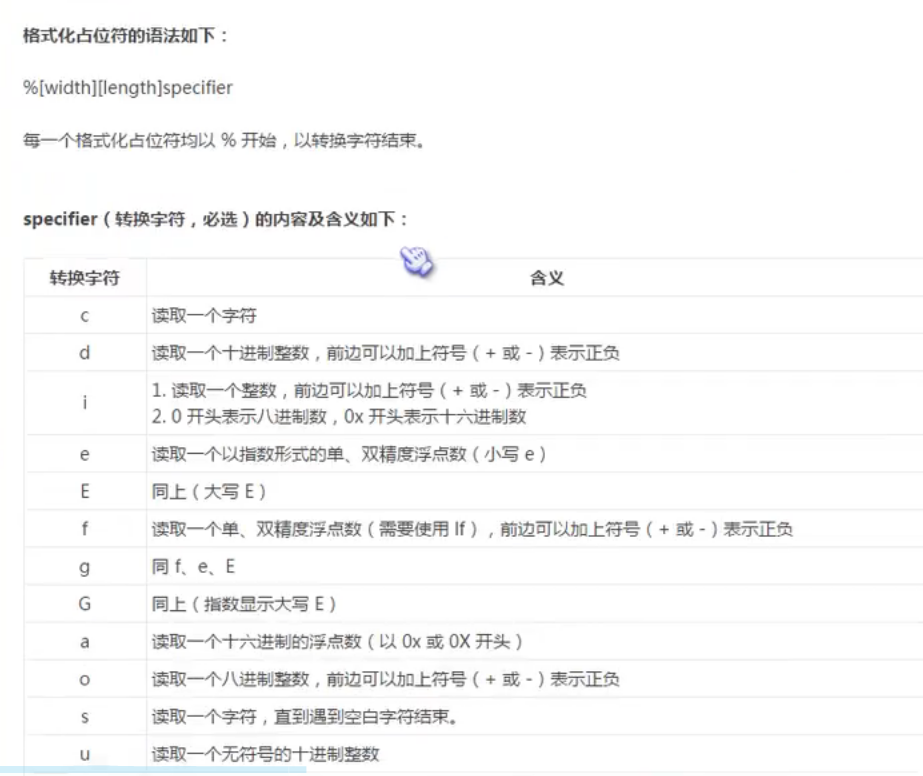 格式化占位符的语法如下：
%[width][length]specifier
每一个格式化占位符均以 % 开始，以转换字符结束。
specifier（转换字符，必选）的内容及含义如下：
转换字符 含义
c 读取一个字符
d 读取一个十进制整数，前边可以加上符号（+ 或 -）表示正负
i 1. 读取一个整数，前边可以加上符号（+ 或 -）表示正负
2. 0 开头表示八进制数，0x 开头表示十六进制数
e 读取一个以指数形式的单、双精度浮点数（小写 e）
E 同上（大写 E）
f 读取一个单、双精度浮点数（需要使用 lf），前边可以加上符号（+ 或 -）表示正负
g 同 f、e、E
G 同上（指数显示大写 E）
a 读取一个十六进制的浮点数（以 0x 或 0X 开头）
o 读取一个八进制整数，前边可以加上符号（+ 或 -）表示正负
s 读取一个字符，直到遇到空白字符结束。
u 读取一个无符号的十进制整数